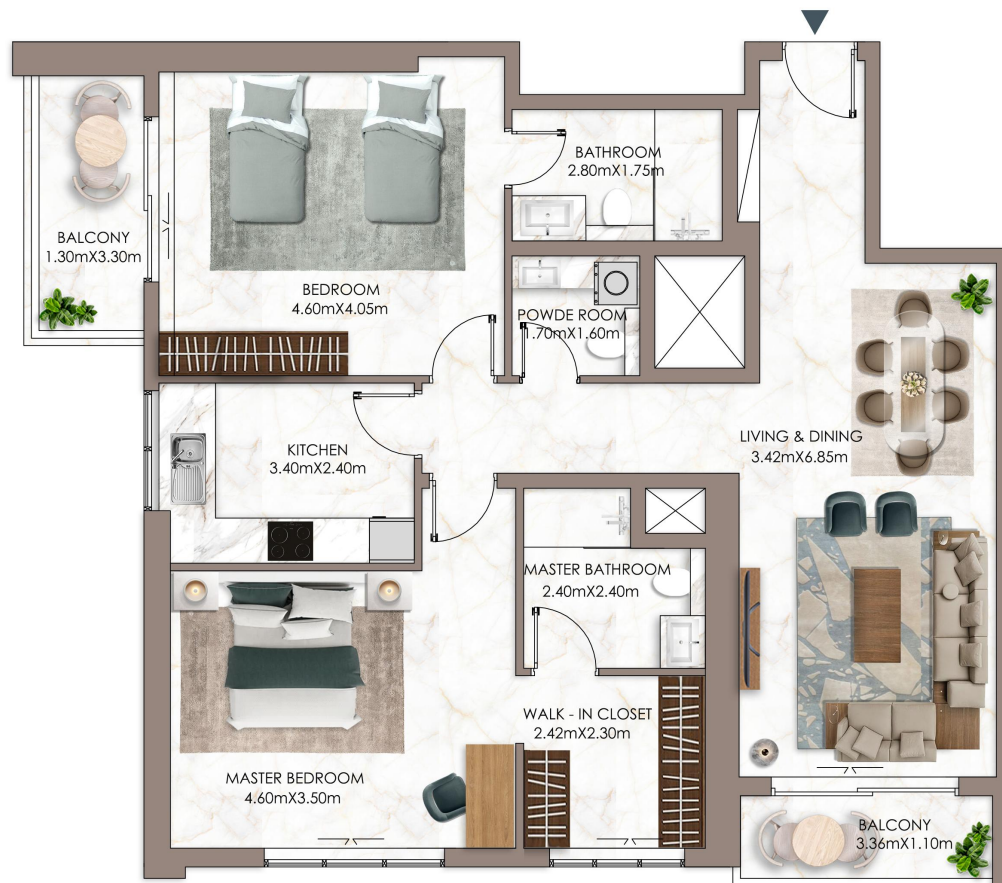 BATHROOM
2.80mX1.75m
BALCONY
1.30mX3.30m
BEDROOM
4.60mX4.05m
POWDE ROOM
1.70mX1.60m
LIVING & DINING
3.42mX6.85m
KITCHEN
3.40mX2.40m
MASTER BATHROOM
2.40mX2.40m
WALK - IN CLOSET
2.42mX2.30m
MASTER BEDROOM
4.60mX3.50m
BALCONY
3.36mX1.10m